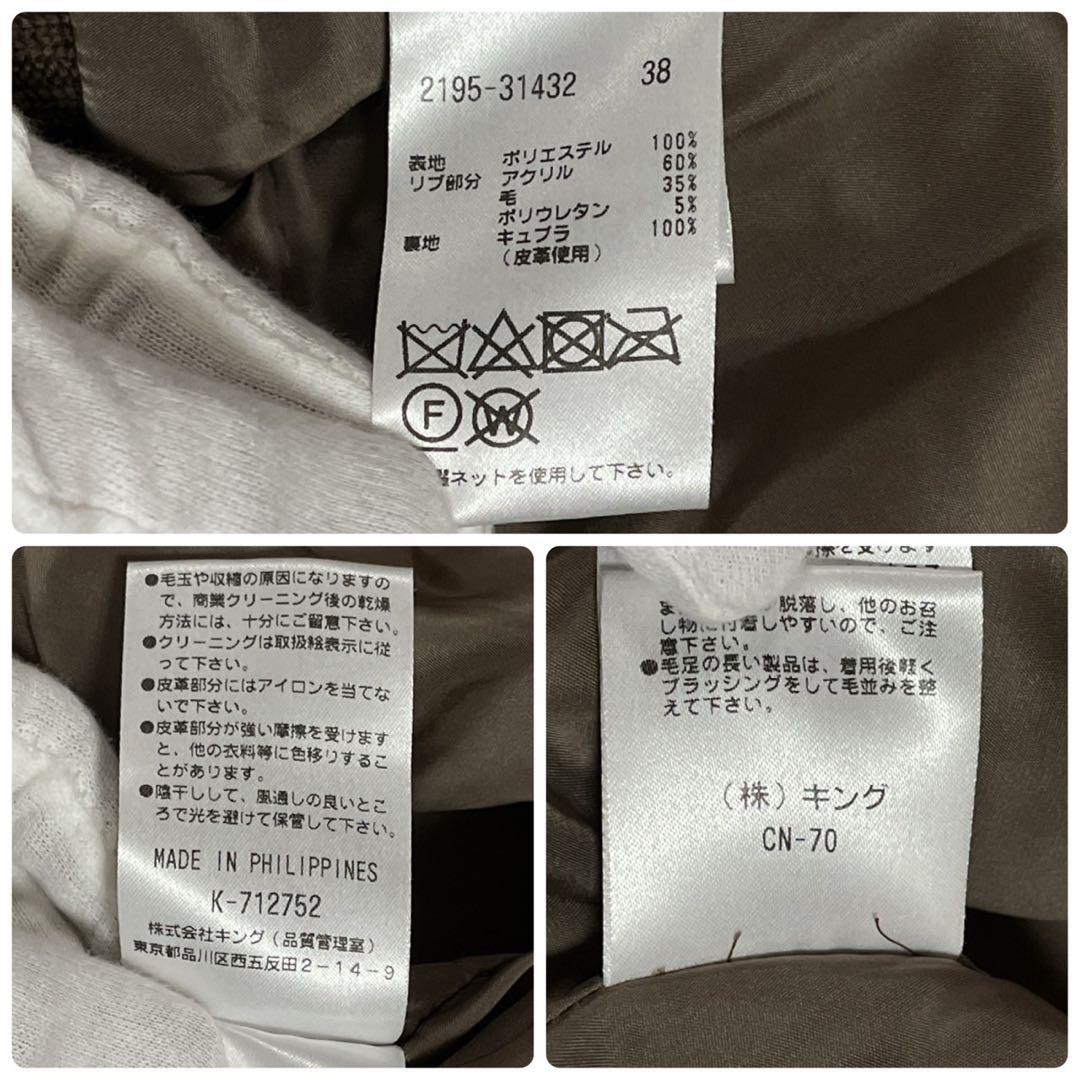 2195-31432 38
表地 ポリエステル 100%
リブ部分 アクリル 60%
毛 35%
ポリウレタン 5%
裏地 キュプラ 100%
(皮革使用)
F W
ネットを使用して下さい。
●毛玉や収縮の原因になりますの
で、商業クリーニング後の乾燥
方法には、十分にご留意下さい。
●クリーニングは取扱絵表示に従
って下さい。
●皮革部分にはアイロンを当てな
いで下さい。
●皮革部分が強い摩擦を受けます
と、他の衣料等に色移りするこ
とがあります。
●陰干しして、風通しの良いとこ
ろで光を避けて保管して下さい。
MADE IN PHILIPPINES
K-712752
株式会社キング(品質管理室)
東京都品川区西五反田2-14-9
擦を受けます
脱落し、他のお召
し物に付着しやすいので、ご注
意下さい。
●毛足の長い製品は、着用後軽く
ブラッシングをして毛並みを整
えて下さい。
(株)キング
CN-70